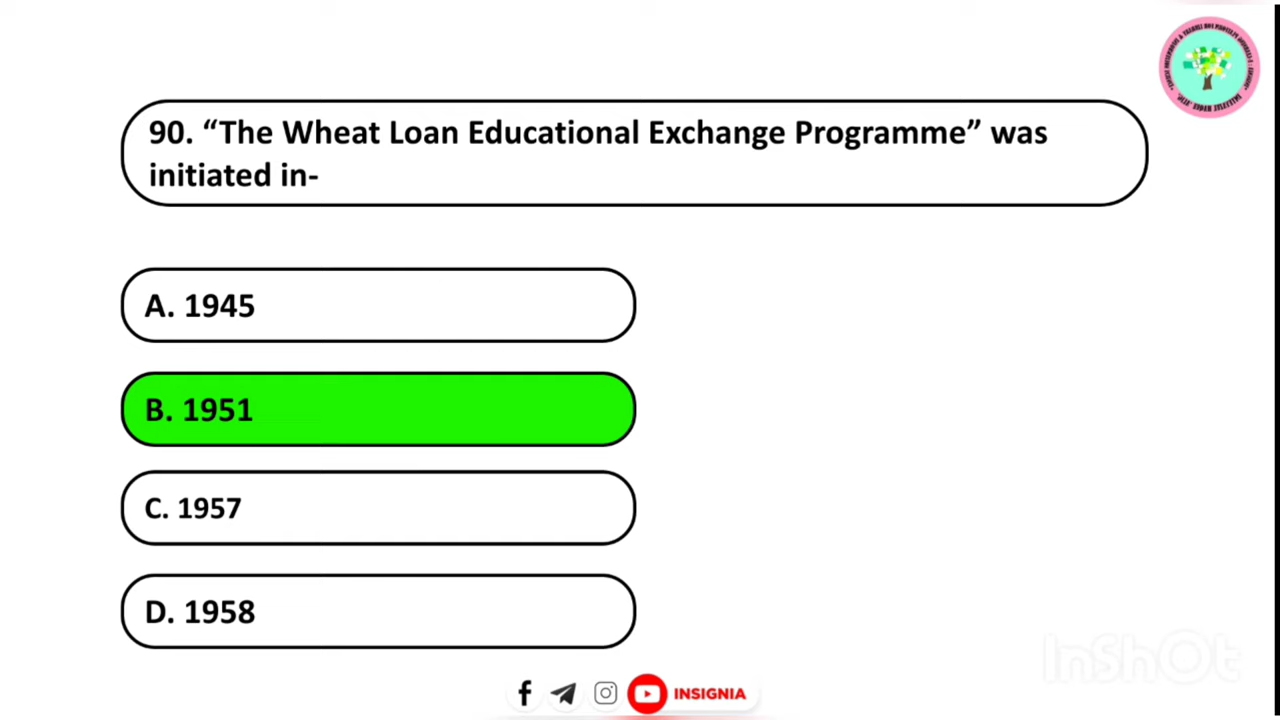 90. “The Wheat Loan Educational Exchange Programme” was
initiated in-
A. 1945
B. 1951
C. 1957
D. 1958
InShOt
INSIGNIA